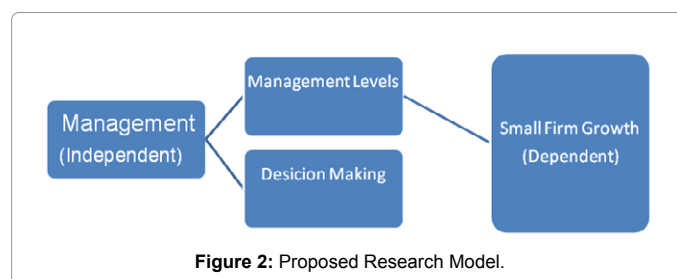 Management
(Independent)
Management Levels
Desicion Making
Small Firm Growth
(Dependent)
Figure 2: Proposed Research Model.